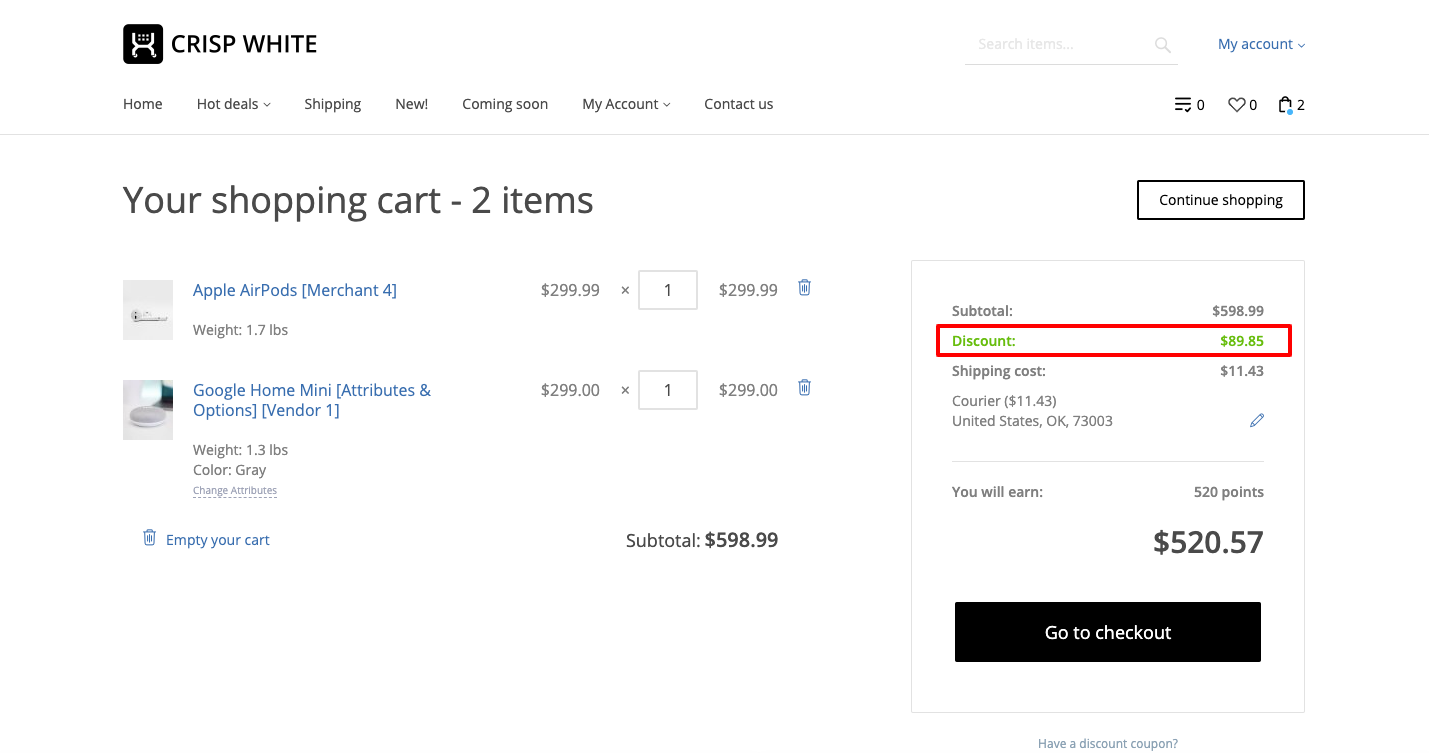 CRISP WHITE
Search items...
My account
Home Hot deals Shipping New! Coming soon My Account Contact us
0 0 2
Your shopping cart - 2 items
Continue shopping
Apple AirPods [Merchant 4] $299.99 × 1 $299.99
Weight: 1.7 lbs
Google Home Mini [Attributes & $299.00 × 1 $299.00
Options] [Vendor 1]
Weight: 1.3 lbs
Color: Gray
Change Attributes
Empty your cart
Subtotal: $598.99
Subtotal: $598.99
Discount: $89.85
Shipping cost: $11.43
Courier ($11.43)
United States, OK, 73003
You will earn: 520 points
$520.57
Go to checkout
Have a discount coupon?